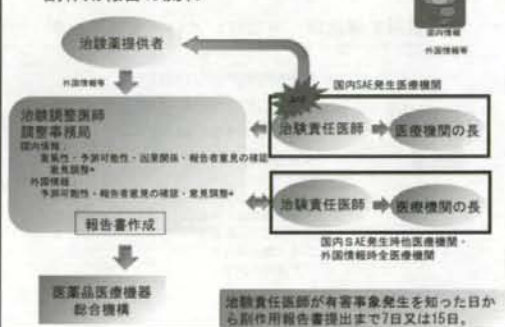 国内情報
外国情報等
治験薬提供者
外国情報等
国内SAE発生医療機関
治験責任医師
医療機関の長
治験調整医師
調整事務局
国内情報:
重篤性・予測可能性・因果関係・報告者意見の確認
意見調整*
外国情報:
予測可能性・報告者意見の確認・意見調整*
報告書作成
治験責任医師
医療機関の長
国内SAE発生時他医療機関・
外国情報時全医療機関
医薬品医療機器
総合機構
治験責任医師が有害事象発生を知った日か
ら副作用報告書提出まで7日又は15日。